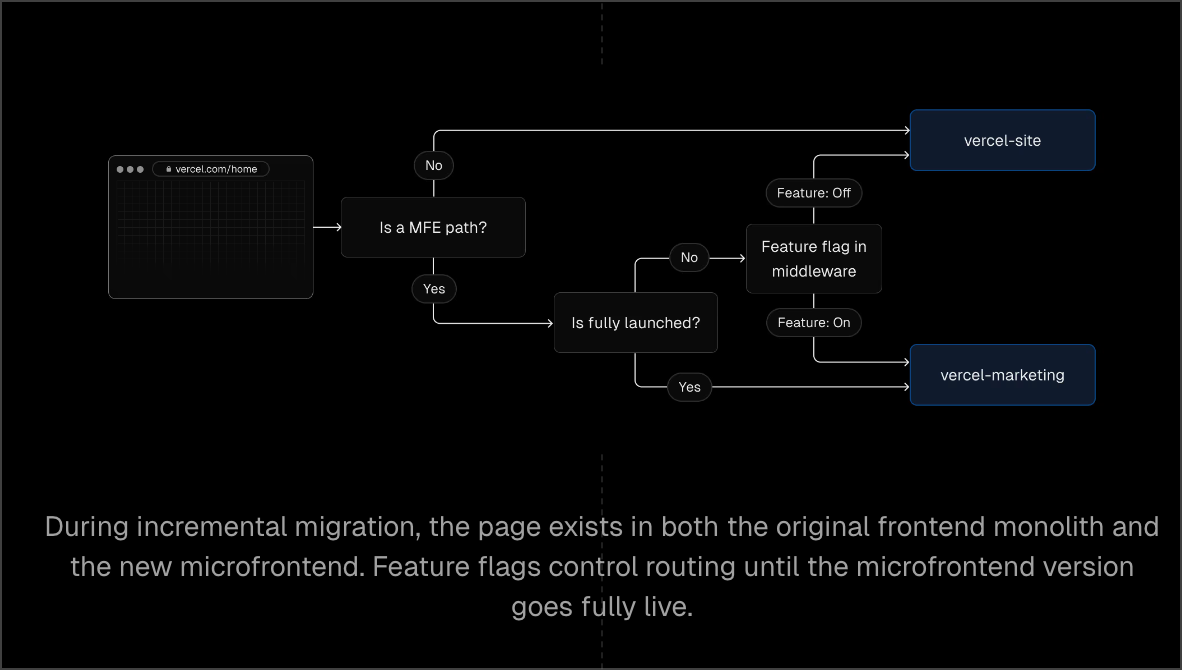 vercel.com/home
Is a MFE path?
No
Yes
Is fully launched?
No
Yes
Feature flag in
middleware
Feature: Off
Feature: On
vercel-site
vercel-marketing
During incremental migration, the page exists in both the original frontend monolith and
the new microfrontend. Feature flags control routing until the microfrontend version
goes fully live.